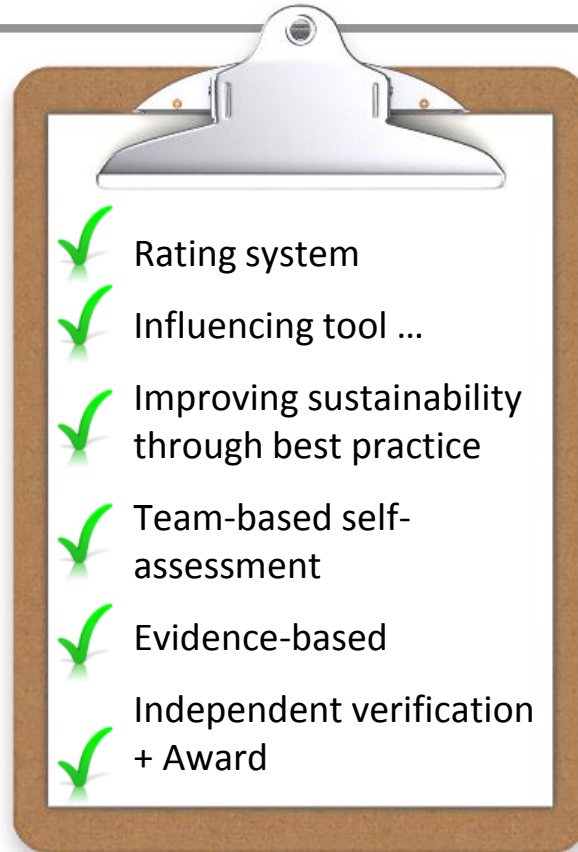 Rating system
Influencing tool ...
Improving sustainability
through best practice
Team-based self-
assessment
Evidence-based
Independent verification
+ Award